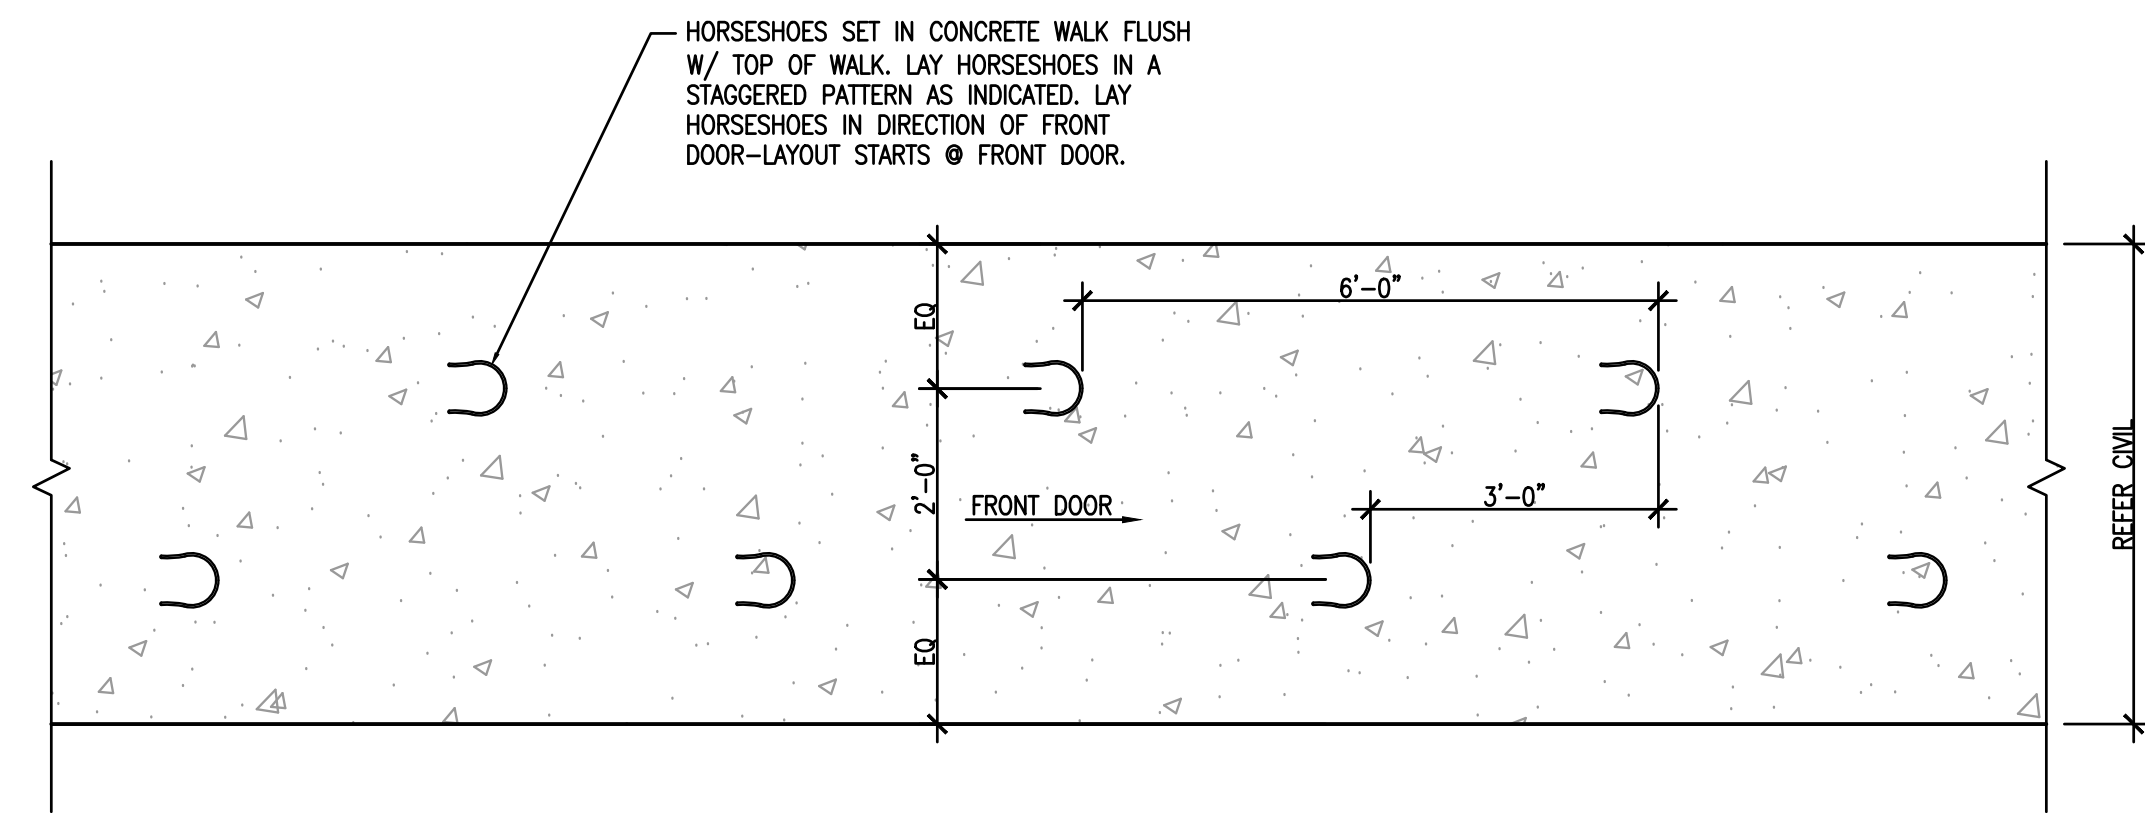 HORSESHOES SET IN CONCRETE WALK FLUSH
W/ TOP OF WALK. LAY HORSESHOES IN A
STAGGERED PATTERN AS INDICATED. LAY
HORSESHOES IN DIRECTION OF FRONT
DOOR-LAYOUT STARTS @ FRONT DOOR.
6'-0"
EQ
2'-0"
FRONT DOOR
3'-0"
EQ
REFER CIVIL